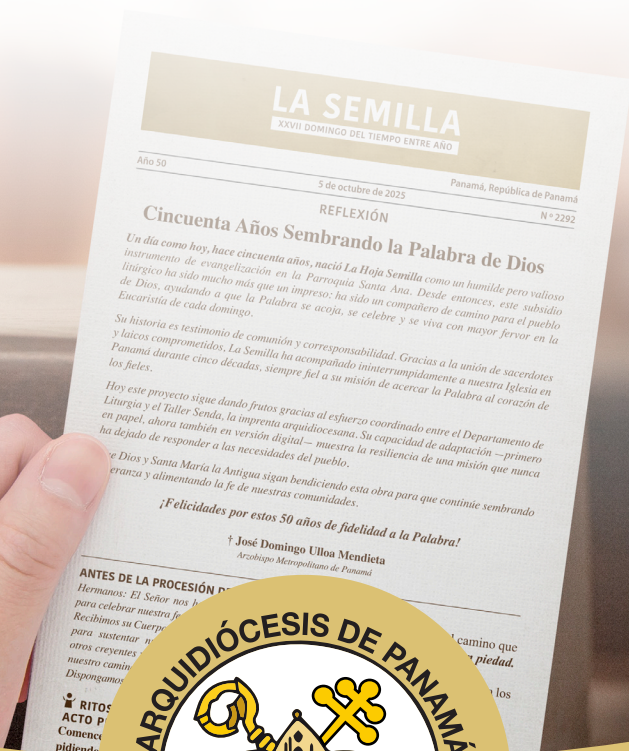 LA SEMILLA
XXVII DOMINGO DEL TIEMPO ENTRE AÑO
Año 50
5 de octubre de 2025
Panamá, República de Panamá
N º 2292
REFLEXIÓN
Cincuenta Años Sembrando la Palabra de Dios
Un día como hoy, hace cincuenta años, nació La Hoja Semilla como un humilde pero valioso
instrumento de evangelización en la Parroquia Santa Ana. Desde entonces, este subsidio
litúrgico ha sido mucho más que un impreso: ha sido un compañero de camino para el pueblo
de Dios, ayudando a que la Palabra se acoja, se celebre y se viva con mayor fervor en la
Eucaristía de cada domingo.
Su historia es testimonio de comunión y corresponsabilidad. Gracias a la unión de sacerdotes
y laicos comprometidos, La Semilla ha acompañado ininterrumpidamente a nuestra Iglesia en
Panamá durante cinco décadas, siempre fiel a su misión de acercar la Palabra al corazón de
los fieles.
Hoy este proyecto sigue dando frutos gracias al esfuerzo coordinado entre el Departamento de
Liturgia y el Taller Senda, la imprenta arquidiocesana. Su capacidad de adaptación —primero
en papel, ahora también en versión digital— muestra la resiliencia de una misión que nunca
ha dejado de responder a las necesidades del pueblo.
Dios y Santa María la Antigua sigan bendiciendo esta obra para que continúe sembrando
eranza y alimentando la fe de nuestras comunidades.
¡Felicidades por estos 50 años de fidelidad a la Palabra!
† José Domingo Ulloa Mendieta
Arzobispo Metropolitano de Panamá
ANTES DE LA PROCESIÓN
Hermanos: El Señor nos
camino que
para celebrar nuestra
piedad.
Recibimos su Cuerpo
para sustentar
otros creyentes
los
nuestro
Dispongamos
RITOS
ACTO
ARQUIDIÓCESIS DE PANAMÁ